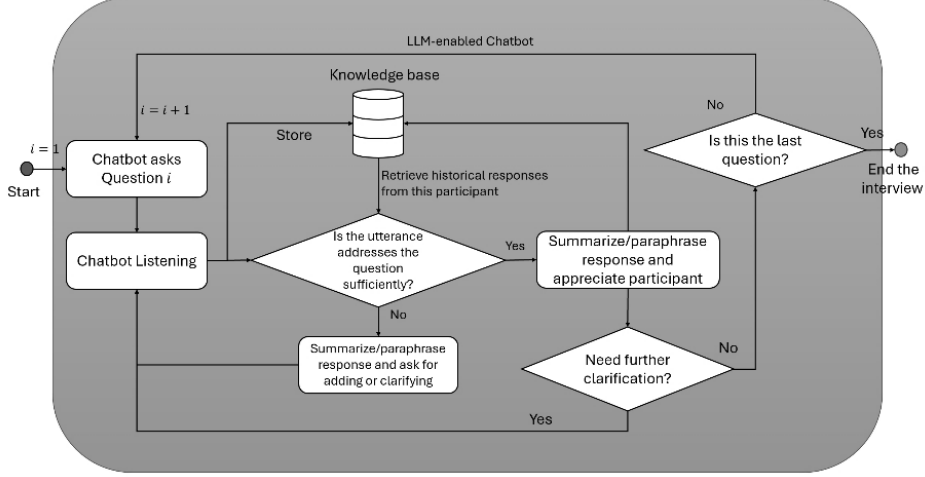 LLM-enabled Chatbot
Knowledge base
i = i + 1
Store
i = 1
Start
Chatbot asks
Question i
Retrieve historical responses
from this participant
No
Is this the last
question?
Yes
End the
interview
Chatbot Listening
Is the utterance
addresses the
question
sufficiently?
Yes
Summarize/paraphrase
response and
appreciate participant
No
Summarize/paraphrase
response and ask for
adding or clarifying
Need further
clarification?
No
Yes